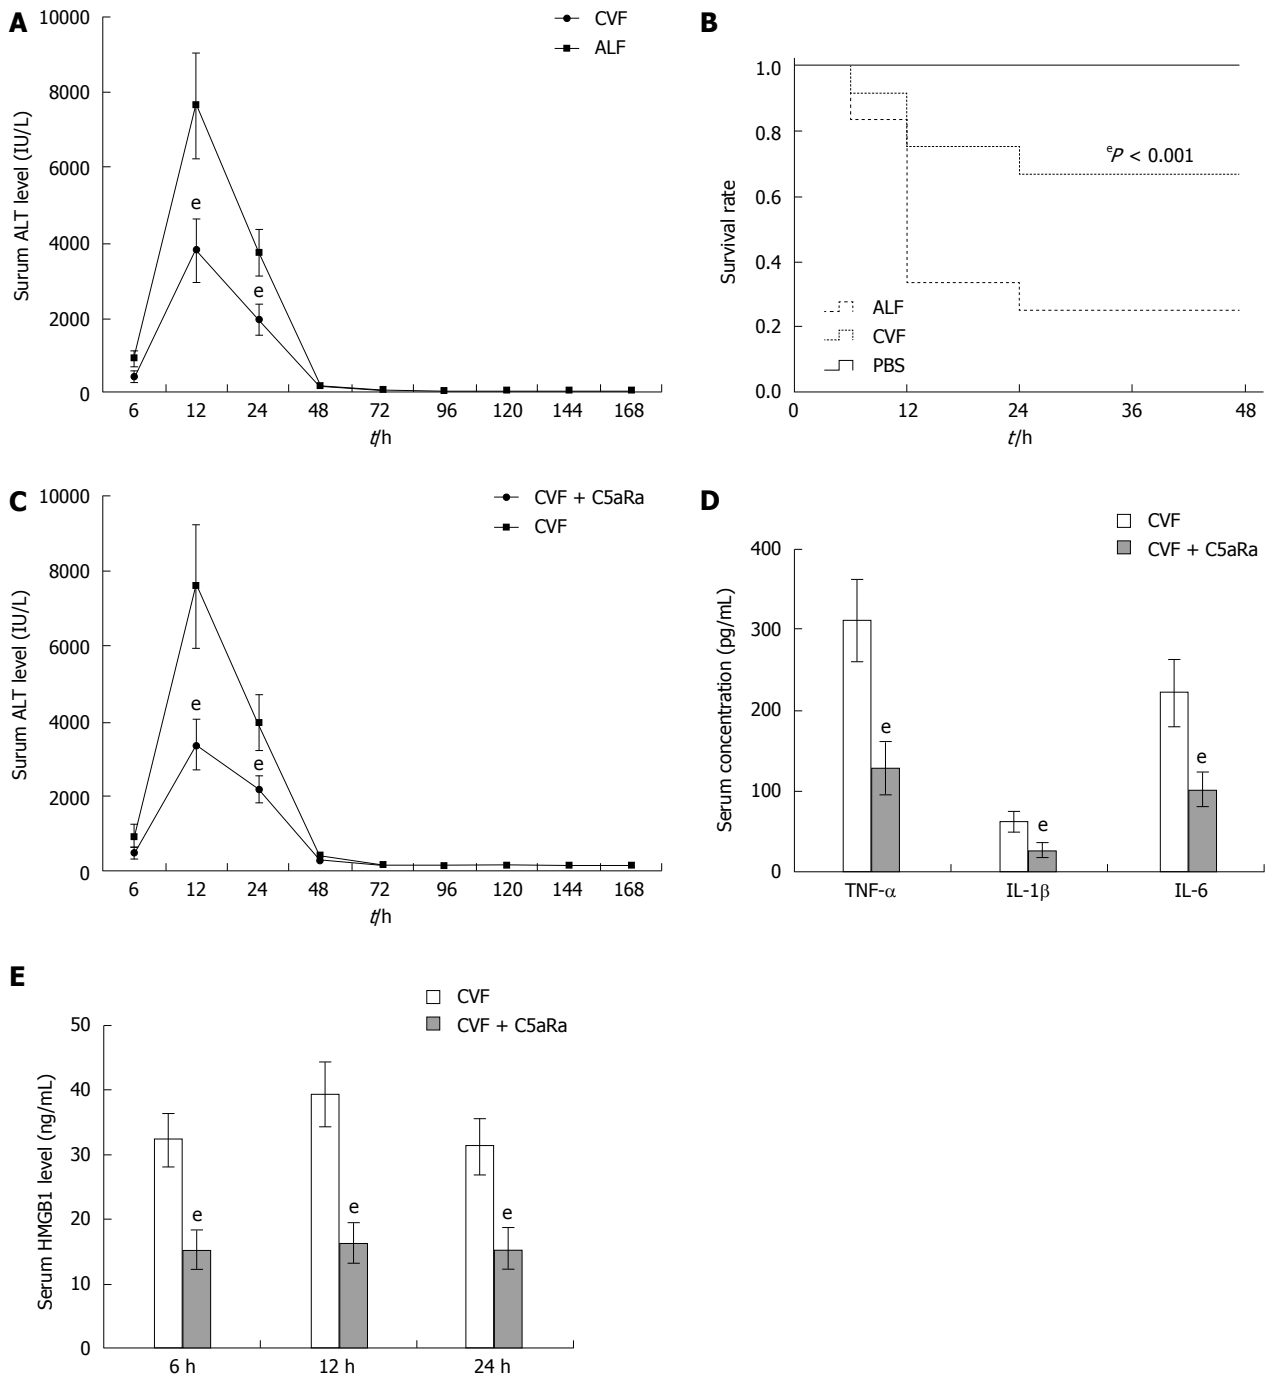 A
CVF
ALF
10000
8000
6000
4000
2000
0
Surum ALT level (IU/L)
e
e
6 12 24 48 72 96 120 144 168
t/h
B
1.0
0.8
0.6
0.4
0.2
0.0
Survival rate
eP < 0.001
ALF
CVF
PBS
0 12 24 36 48
t/h
C
CVF + C5aRa
CVF
10000
8000
6000
4000
2000
0
Surum ALT level (IU/L)
e
e
6 12 24 48 72 96 120 144 168
t/h
D
CVF
CVF + C5aRa
400
300
200
100
0
Serum concentration (pg/mL)
e
e
e
TNF-α IL-1β IL-6
E
CVF
CVF + C5aRa
50
40
30
20
10
0
Serum HMGB1 level (ng/mL)
e
e
e
6 h 12 h 24 h